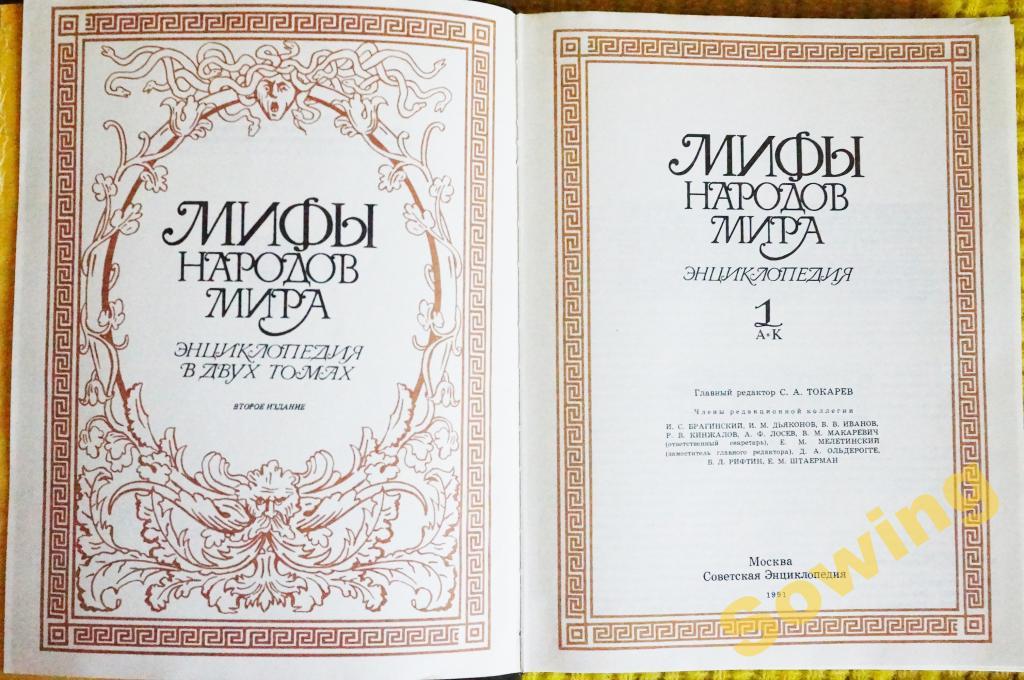 МИФЫ
НАРОДОВ
МИРА
ЭНЦИКЛОПЕДИЯ
В ДВУХ ТОМАХ
ВТОРОЕ ИЗДАНИЕ
МИФЫ
НАРОДОВ
МИРА
ЭНЦИКЛОПЕДИЯ
1
А-К
Главный редактор С. А. ТОКАРЕВ
Члены редакционной коллегии
И. С. БРАГИНСКИЙ, И. М. ДЬЯКОНОВ, В. В. ИВАНОВ,
Р. В. КИНЖАЛОВ, А. Ф. ЛОСЕВ, В. М. МАКАРЕВИЧ
(ответственный секретарь), Е. М. МЕЛЕТИНСКИЙ
(заместитель главного редактора), Д. А. ОЛЬДЕРОГГЕ,
Б. Л. РИФТИН, Е. М. ШТАЕРМАН
Москва
Советская Энциклопедия
1991
Sowing